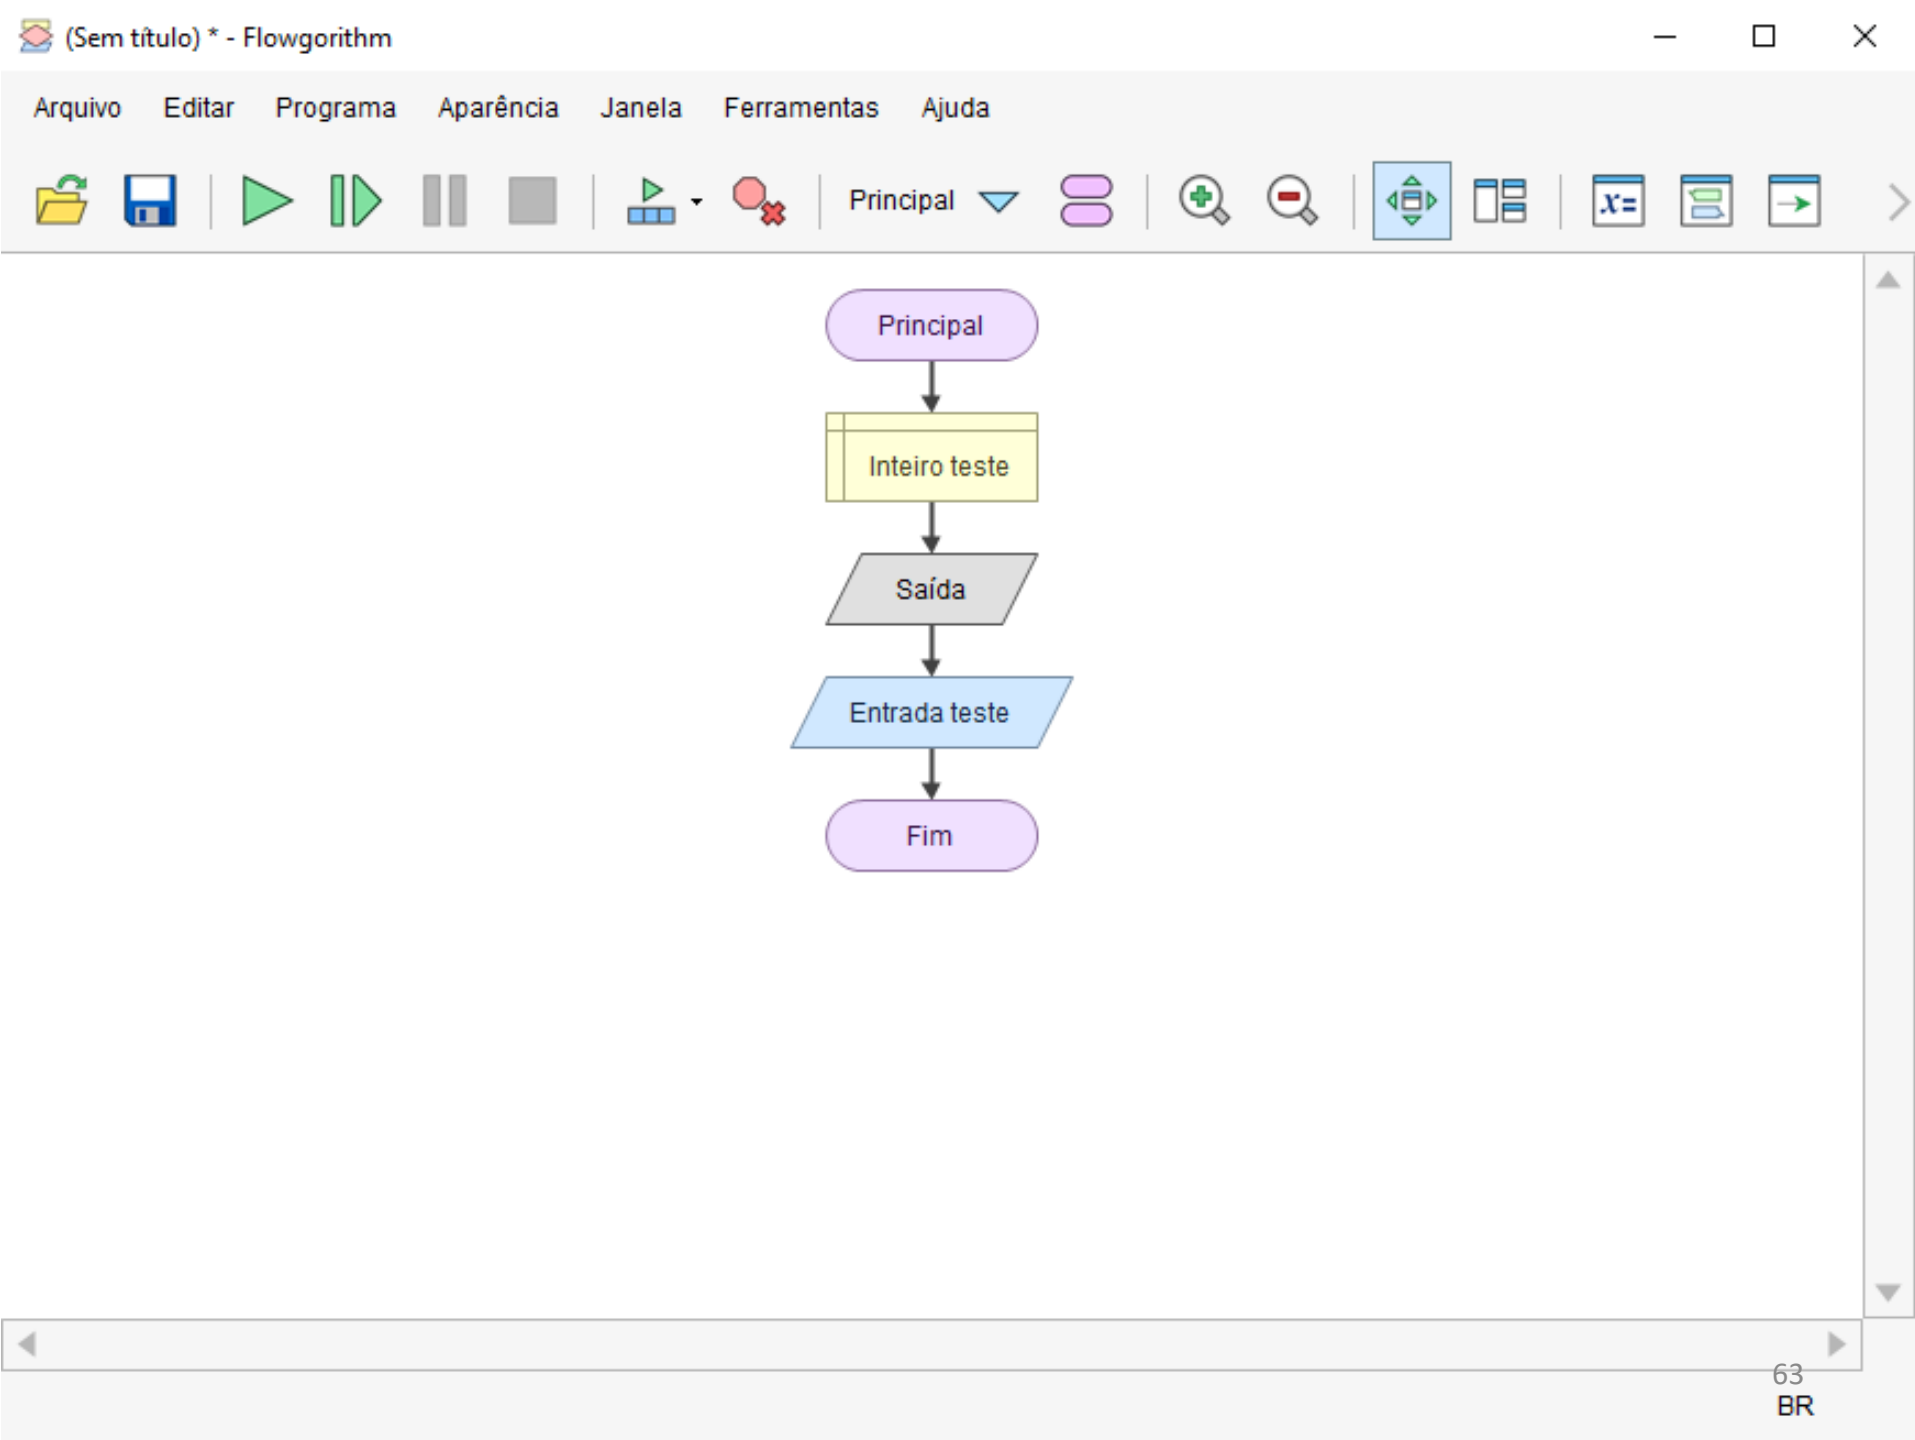 (Sem título) * - Flowgorithm
Arquivo Editar Programa Aparência Janela Ferramentas Ajuda
Principal
x=
Principal
Inteiro teste
Saída
Entrada teste
Fim
63
BR